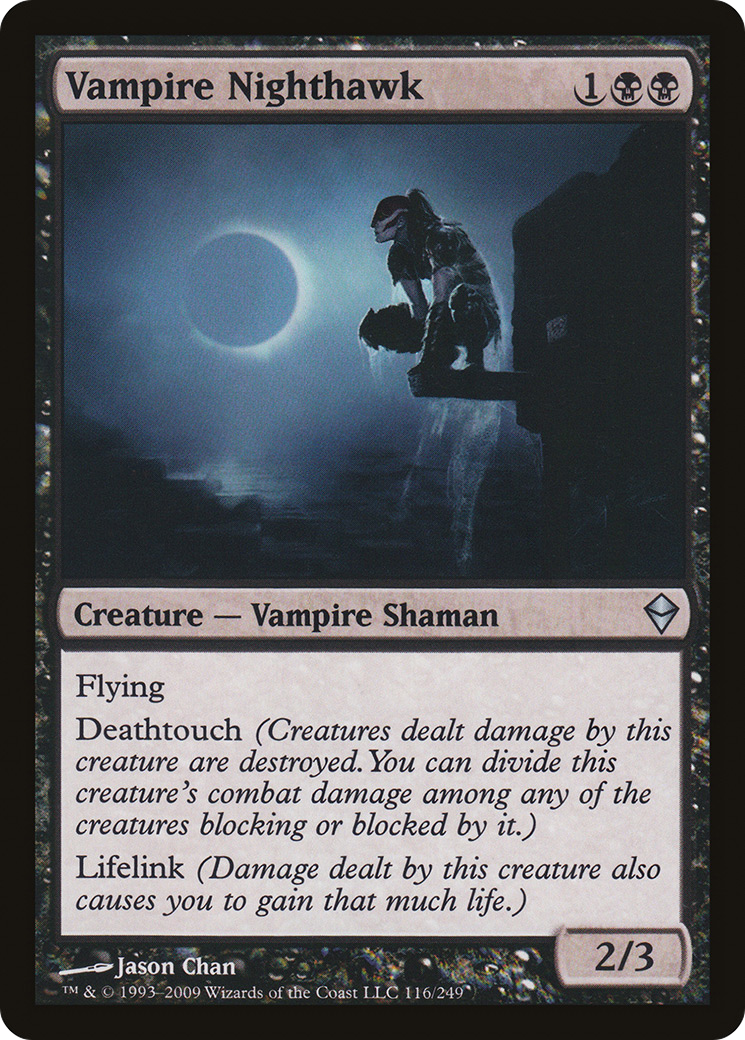 Vampire Nighthawk 1
Creature — Vampire Shaman
Flying
Deathtouch (Creatures dealt damage by this
creature are destroyed. You can divide this
creature's combat damage among any of the
creatures blocking or blocked by it.)
Lifelink (Damage dealt by this creature also
causes you to gain that much life.)
2/3
Jason Chan
™ & © 1993–2009 Wizards of the Coast LLC 116/249